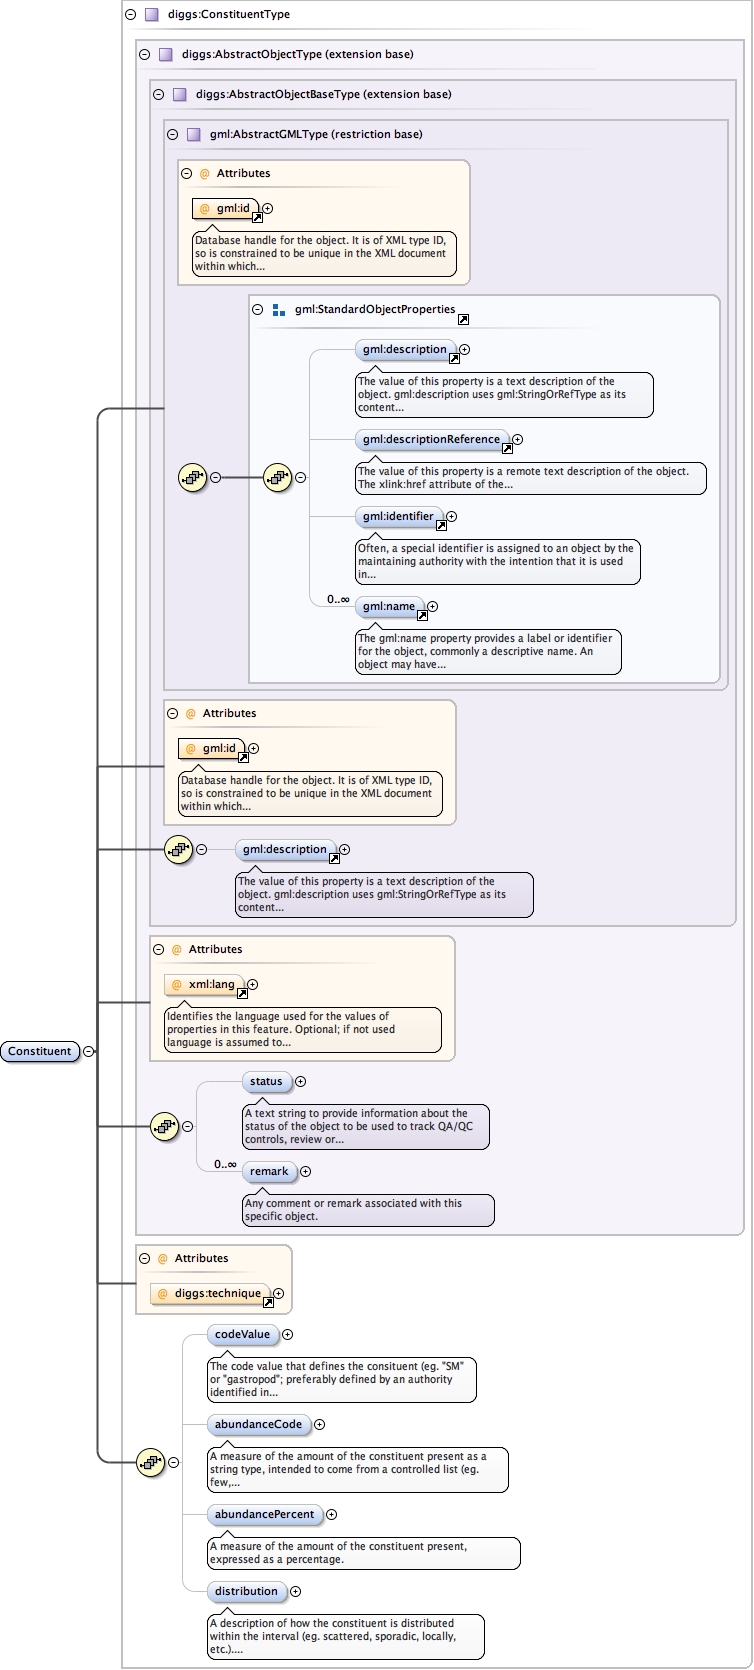 diggs:ConstituentType
diggs:AbstractObjectType (extension base)
diggs:AbstractObjectBaseType (extension base)
gml:AbstractGMLType (restriction base)
@ Attributes
@ gml:id
Database handle for the object. It is of XML type ID,
so is constrained to be unique in the XML document
within which...
gml:StandardObjectProperties
gml:description
The value of this property is a text description of the
object. gml:description uses gml:StringOrRefType as its
content...
gml:descriptionReference
The value of this property is a remote text description of the object.
The xlink:href attribute of the...
gml:identifier
Often, a special identifier is assigned to an object by the
maintaining authority with the intention that it is used
in...
0..∞
gml:name
The gml:name property provides a label or identifier
for the object, commonly a descriptive name. An
object may have...
@ Attributes
@ gml:id
Database handle for the object. It is of XML type ID,
so is constrained to be unique in the XML document
within which...
gml:description
The value of this property is a text description of the
object. gml:description uses gml:StringOrRefType as its
content...
@ Attributes
@ xml:lang
Identifies the language used for the values of
properties in this feature. Optional; if not used
language is assumed to...
Constituent
status
A text string to provide information about the
status of the object to be used to track QA/QC
controls, review or...
0..∞
remark
Any comment or remark associated with this
specific object.
@ Attributes
@ diggs:technique
codeValue
The code value that defines the consituent (eg. "SM"
or "gastropod"; preferably defined by an authority
identified in...
abundanceCode
A measure of the amount of the constituent present as a
string type, intended to come from a controlled list (eg.
few,...
abundancePercent
A measure of the amount of the constituent present,
expressed as a percentage.
distribution
A description of how the constituent is distributed
within the interval (eg. scattered, sporadic, locally,
etc.)....